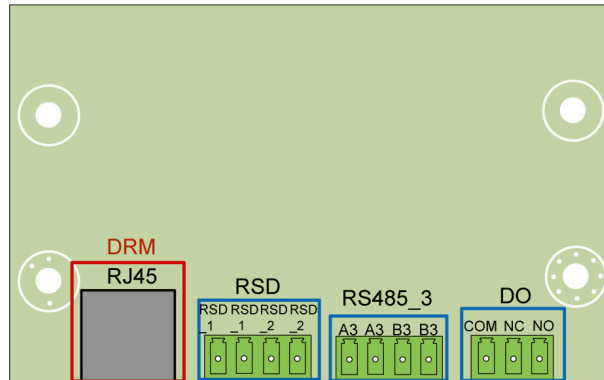 DRM
RJ45
RSD
RSD RSD RSD RSD
_1 _1 _2 _2
RS485_3
A3 A3 B3 B3
DO
COM NC NO